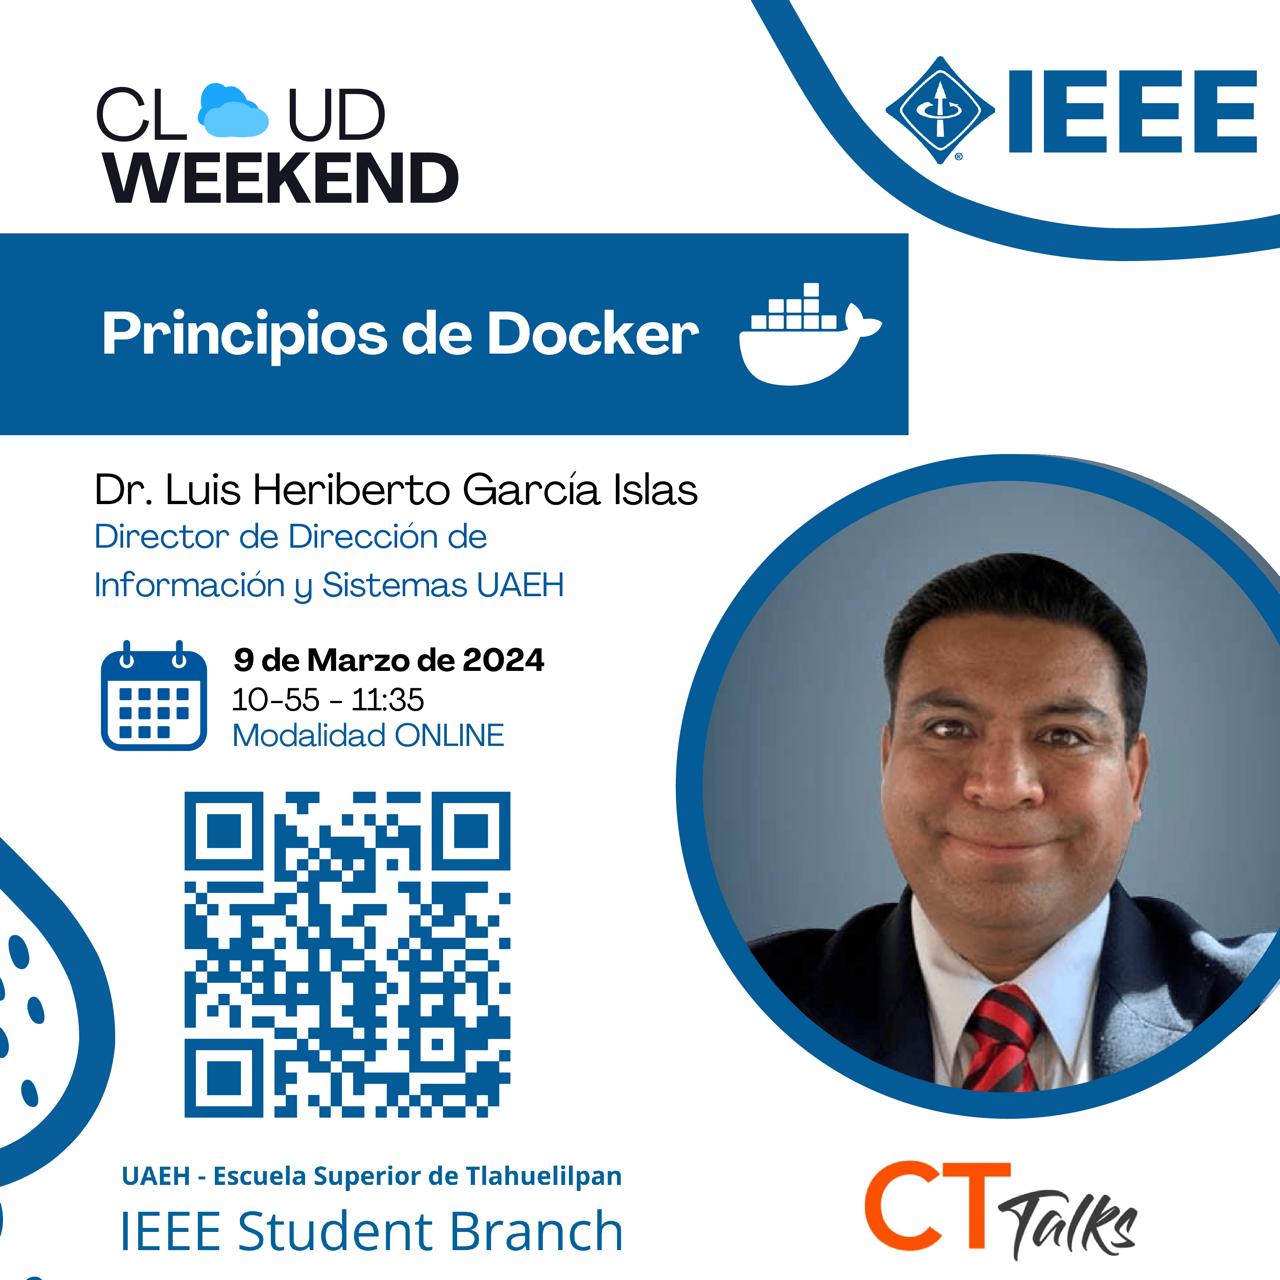 CLOUD
WEEKEND
IEEE
Principios de Docker
Dr. Luis Heriberto García Islas
Director de Dirección de
Información y Sistemas UAEH
9 de Marzo de 2024
10-55 - 11:35
Modalidad ONLINE
UAEH - Escuela Superior de Tlahuelilpan
IEEE Student Branch
CT Talks